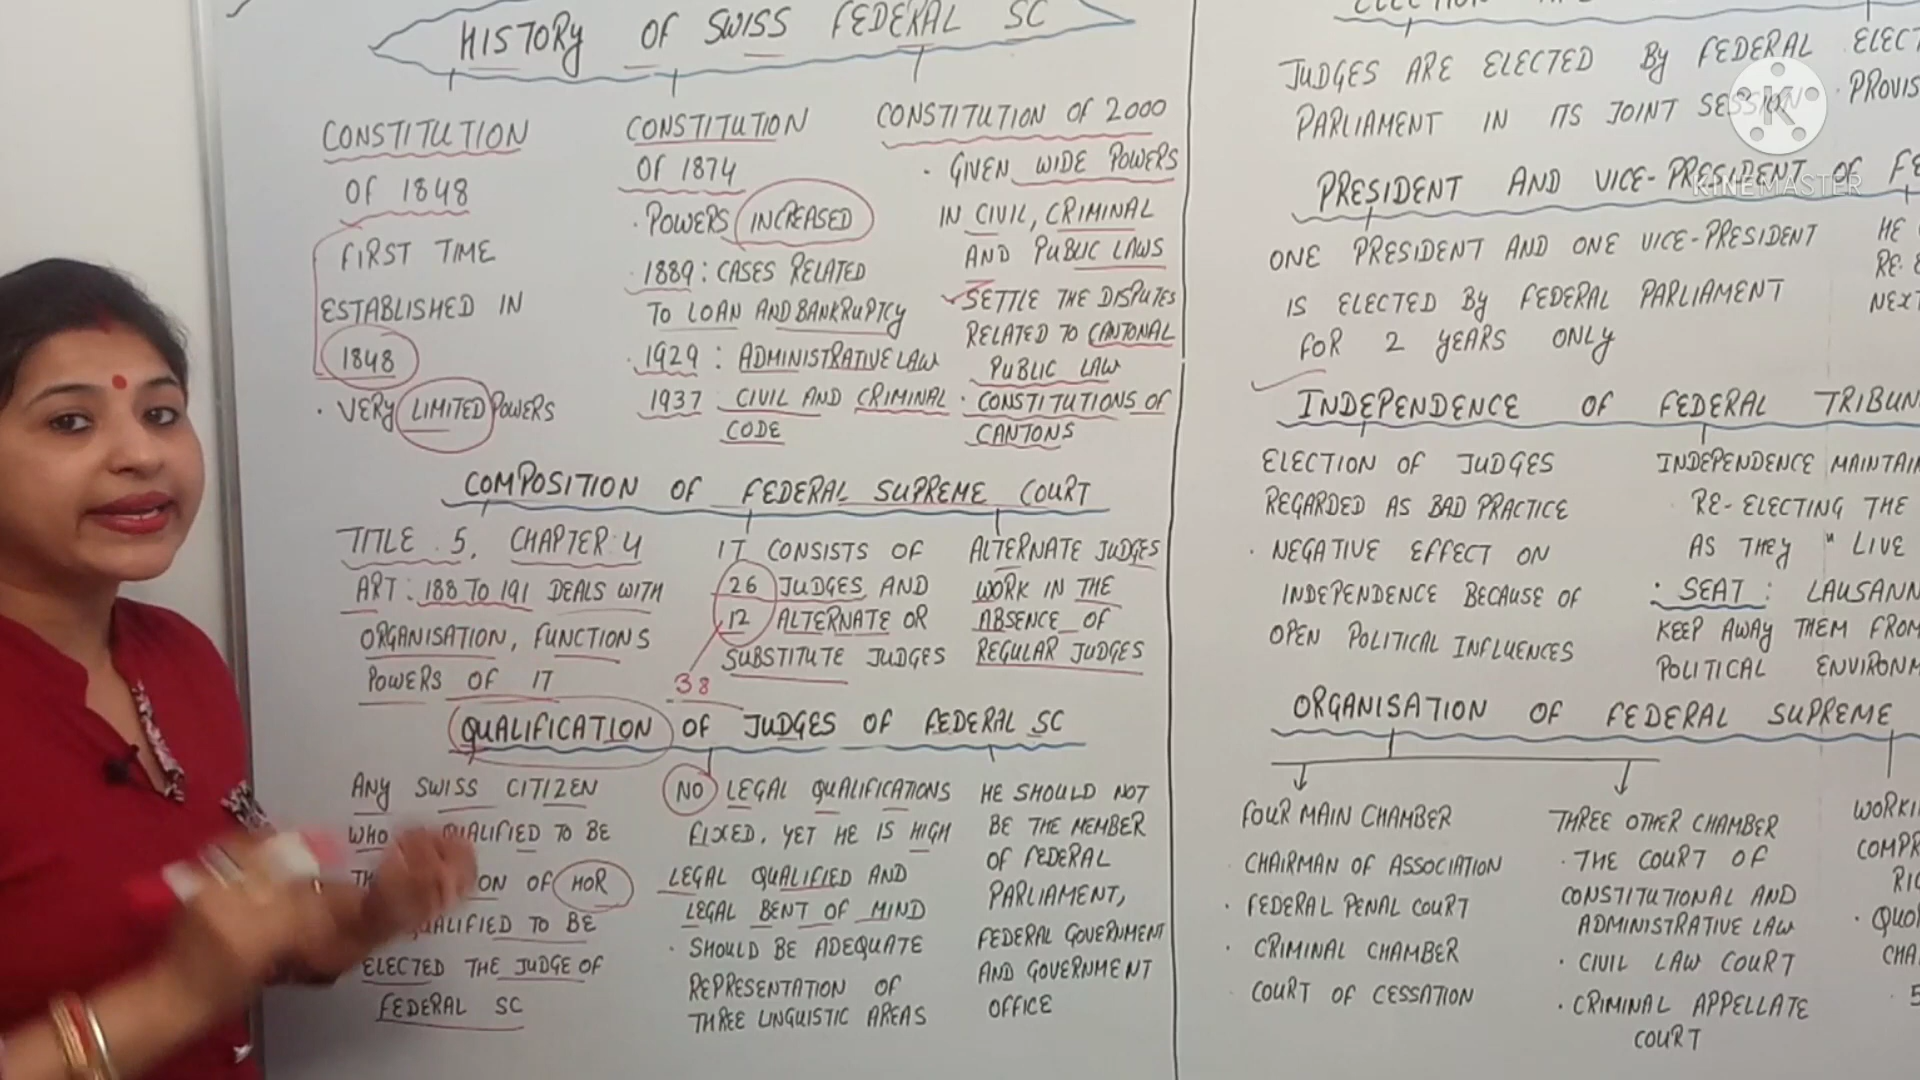 HISTORY OF SWISS FEDERAL SC
CONSTITUTION
OF 1848
FIRST TIME
ESTABLISHED IN
1848
· VERY LIMITED POWERS
CONSTITUTION
OF 1874
· POWERS INCREASED
· 1889 : CASES RELATED
TO LOAN AND BANKRUPTCY
· 1929 : ADMINISTRATIVE LAW
1937 : CIVIL AND CRIMINAL
CODE
CONSTITUTION OF 2000
· GIVEN WIDE POWERS
IN CIVIL, CRIMINAL
AND PUBLIC LAWS
SETTLE THE DISPUTES
RELATED TO CANTONAL
PUBLIC LAW
· CONSTITUTIONS OF
CANTONS
COMPOSITION OF FEDERAL SUPREME COURT
TITLE 5, CHAPTER 4
ART : 188 TO 191 DEALS WITH
ORGANISATION, FUNCTIONS
POWERS OF IT
IT CONSISTS OF
26 JUDGES AND
12 ALTERNATE OR
SUBSTITUTE JUDGES
38
ALTERNATE JUDGES
WORK IN THE
ABSENCE OF
REGULAR JUDGES
QUALIFICATION OF JUDGES OF FEDERAL SC
ANY SWISS CITIZEN
WHO QUALIFIED TO BE
OF HOR
QUALIFIED TO BE
ELECTED THE JUDGE OF
FEDERAL SC
NO LEGAL QUALIFICATIONS
FIXED, YET HE IS HIGH
LEGAL QUALIFIED AND
LEGAL BENT OF MIND
· SHOULD BE ADEQUATE
REPRESENTATION OF
THREE LINGUISTIC AREAS
HE SHOULD NOT
BE THE MEMBER
OF FEDERAL
PARLIAMENT,
FEDERAL GOVERNMENT
AND GOVERNMENT
OFFICE
JUDGES ARE ELECTED BY FEDERAL
PARLIAMENT IN ITS JOINT SESSION
K
KINEMASTER
PRESIDENT AND VICE-PRESIDENT OF
ONE PRESIDENT AND ONE VICE-PRESIDENT
IS ELECTED BY FEDERAL PARLIAMENT
FOR 2 YEARS ONLY
HE
INDEPENDENCE OF FEDERAL
ELECTION OF JUDGES
REGARDED AS BAD PRACTICE
· NEGATIVE EFFECT ON
INDEPENDENCE BECAUSE OF
OPEN POLITICAL INFLUENCES
INDEPENDENCE
RE-ELECTING THE
AS THEY " LIVE
· SEAT :
KEEP AWAY THEM FROM
POLITICAL
ORGANISATION OF FEDERAL SUPREME
FOUR MAIN CHAMBER
CHAIRMAN OF ASSOCIATION
· FEDERAL PENAL COURT
· CRIMINAL CHAMBER
COURT OF CESSATION
THREE OTHER CHAMBER
· THE COURT OF
CONSTITUTIONAL AND
ADMINISTRATIVE LAW
· CIVIL LAW COURT
· CRIMINAL APPELLATE
COURT